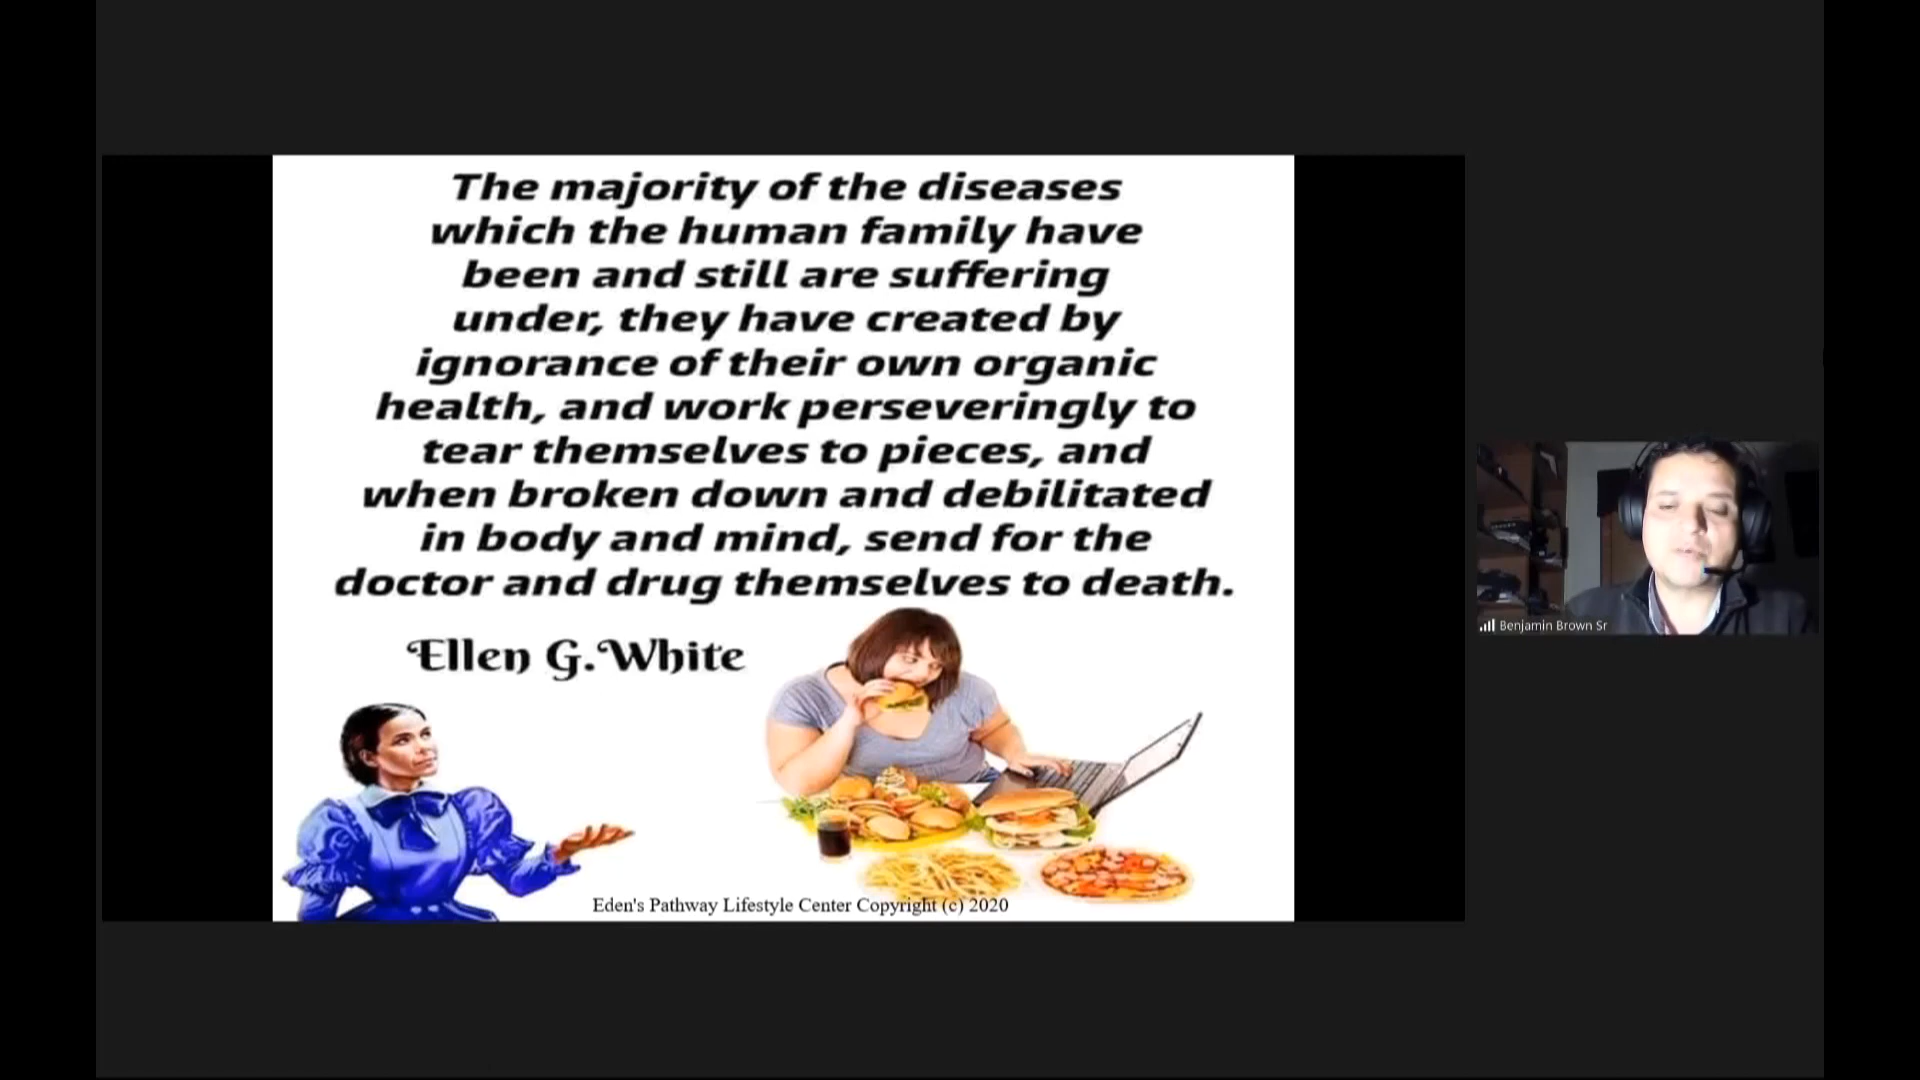 The majority of the diseases
which the human family have
been and still are suffering
under, they have created by
ignorance of their own organic
health, and work perseveringly to
tear themselves to pieces, and
when broken down and debilitated
in body and mind, send for the
doctor and drug themselves to death.
Ellen G. White
Eden's Pathway Lifestyle Center Copyright (c) 2020
Benjamin Brown Sr